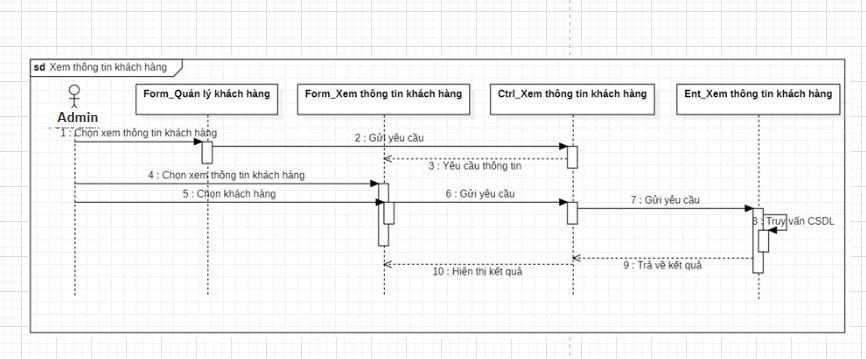 sd Xem thông tin khách hàng
Form_Quản lý khách hàng
Form_Xem thông tin khách hàng
Ctrl_Xem thông tin khách hàng
Ent_Xem thông tin khách hàng
Admin
1 : Chọn xem thông tin khách hàng
2 : Gửi yêu cầu
3 : Yêu cầu thông tin
4 : Chọn xem thông tin khách hàng
5 : Chọn khách hàng
6 : Gửi yêu cầu
7 : Gửi yêu cầu
8 : Truy vấn CSDL
9 : Trả về kết quả
10 : Hiện thị kết quả